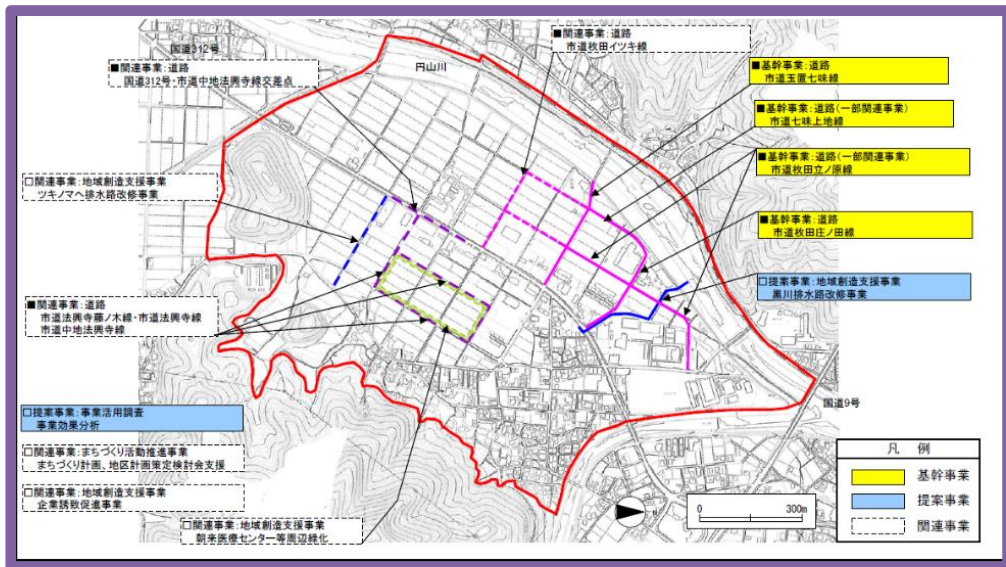 国道312号
■関連事業:道路
国道312号・市道中地法興寺線交差点
円山川
■関連事業:道路
市道枚田イツキ線
■基幹事業:道路
市道玉置七味線
■基幹事業:道路(一部関連事業)
市道七味上地線
■基幹事業:道路(一部関連事業)
市道枚田立ノ原線
■基幹事業:道路
市道枚田庄ノ田線
□提案事業:地域創造支援事業
黒川排水路改修事業
□関連事業:地域創造支援事業
ツキノマヘ排水路改修事業
■関連事業:道路
市道法興寺藤ノ木線・市道法興寺線
市道中地法興寺線
国道9号
□提案事業:事業活用調査
事業効果分析
□関連事業:まちづくり活動推進事業
まちづくり計画、地区計画策定検討会支援
□関連事業:地域創造支援事業
企業誘致促進事業
□関連事業:地域創造支援事業
朝来医療センター等周辺緑化
N
0 300m
凡 例
基幹事業
提案事業
関連事業